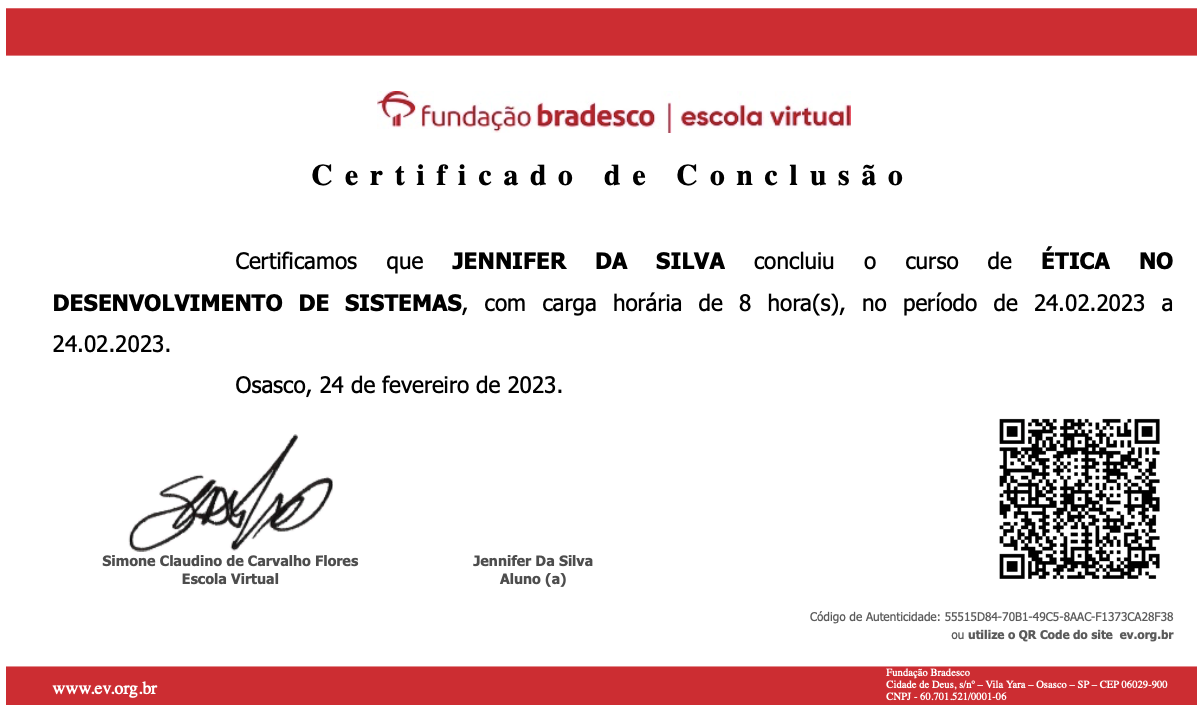 fundação bradesco | escola virtual
Certificado de Conclusão
Certificamos que JENNIFER DA SILVA concluiu o curso de ÉTICA NO
DESENVOLVIMENTO DE SISTEMAS, com carga horária de 8 hora(s), no período de 24.02.2023 a
24.02.2023.
Osasco, 24 de fevereiro de 2023.
Simone Claudino de Carvalho Flores
Escola Virtual
Jennifer Da Silva
Aluno (a)
Código de Autenticidade: 55515D84-70B1-49C5-8AAC-F1373CA28F38
ou utilize o QR Code do site ev.org.br
www.ev.org.br
Fundação Bradesco
Cidade de Deus, s/nº – Vila Yara – Osasco – SP – CEP 06029-900
CNPJ - 60.701.521/0001-06